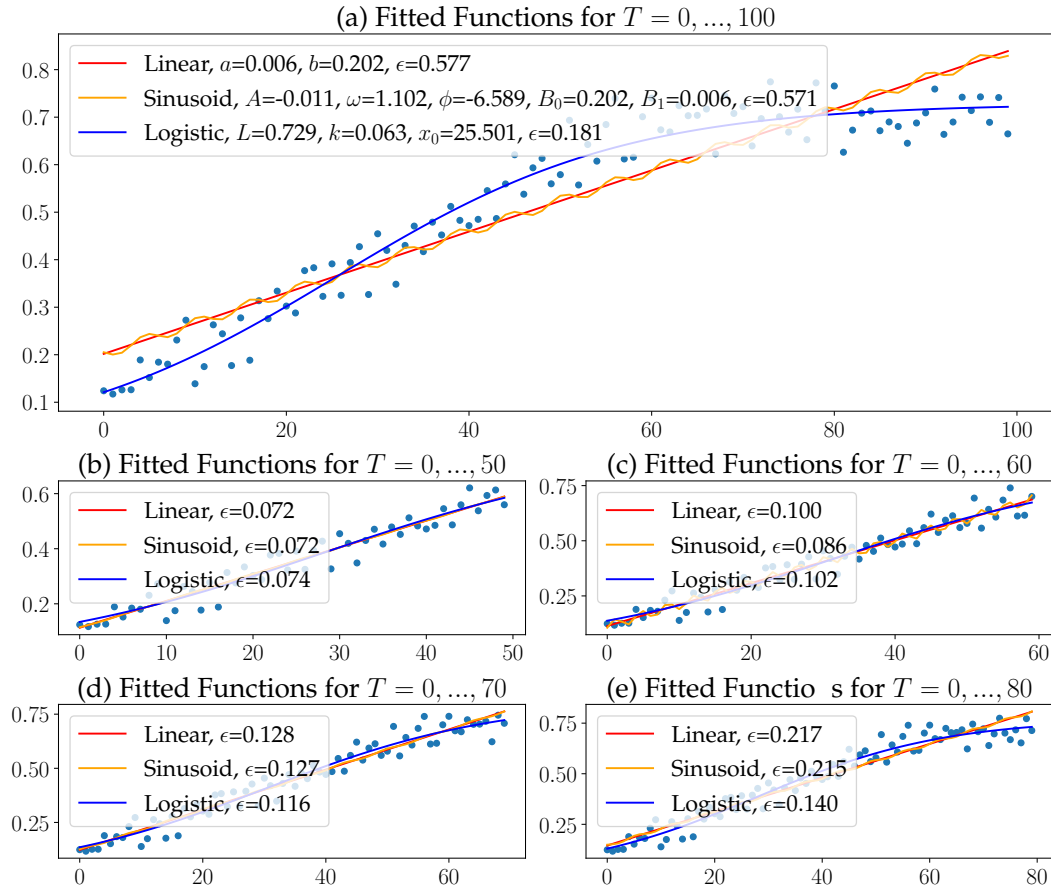 (a) Fitted Functions for T = 0, ..., 100
Linear, a=0.006, b=0.202, ϵ=0.577
Sinusoid, A=-0.011, ω=1.102, ϕ=-6.589, B₀=0.202, B₁=0.006, ϵ=0.571
Logistic, L=0.729, k=0.063, x₀=25.501, ϵ=0.181
0.8
0.7
0.6
0.5
0.4
0.3
0.2
0.1
0 20 40 60 80 100
(b) Fitted Functions for T = 0, ..., 50
Linear, ϵ=0.072
Sinusoid, ϵ=0.072
Logistic, ϵ=0.074
0.6
0.4
0.2
0 10 20 30 40 50
(c) Fitted Functions for T = 0, ..., 60
Linear, ϵ=0.100
Sinusoid, ϵ=0.086
Logistic, ϵ=0.102
0.75
0.50
0.25
0 20 40 60
(d) Fitted Functions for T = 0, ..., 70
Linear, ϵ=0.128
Sinusoid, ϵ=0.127
Logistic, ϵ=0.116
0.75
0.50
0.25
0 20 40 60
(e) Fitted Functio s for T = 0, ..., 80
Linear, ϵ=0.217
Sinusoid, ϵ=0.215
Logistic, ϵ=0.140
0.75
0.50
0.25
0 20 40 60 80